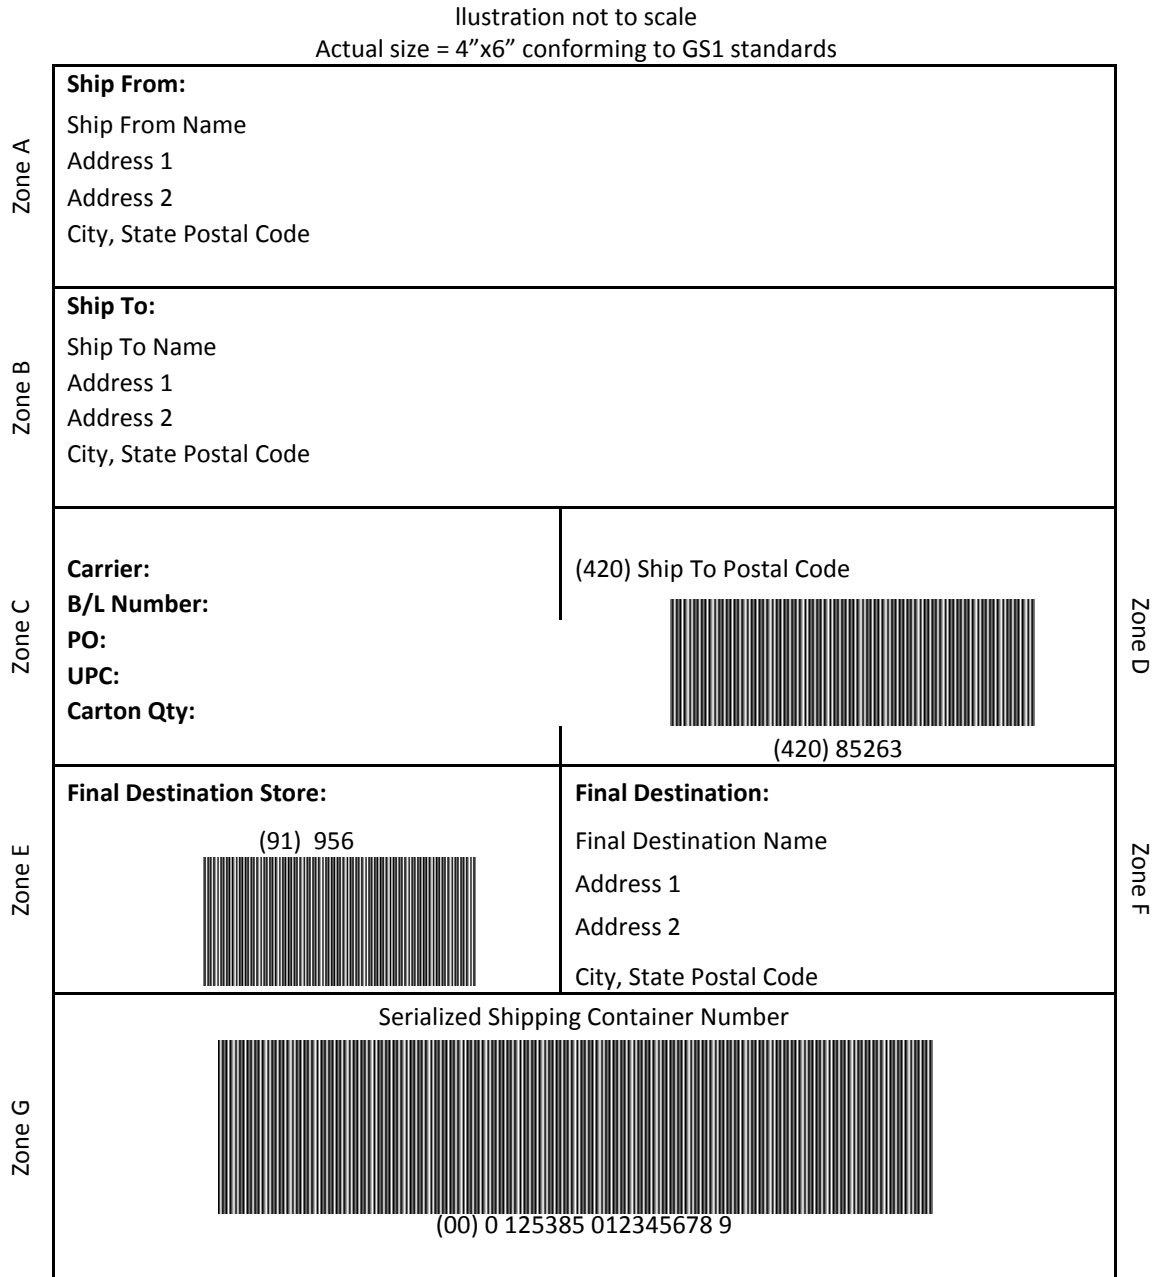 llustration not to scale
Actual size = 4”x6” conforming to GS1 standards
Zone A
Ship From:
Ship From Name
Address 1
Address 2
City, State Postal Code
Zone B
Ship To:
Ship To Name
Address 1
Address 2
City, State Postal Code
Zone C
Carrier:
B/L Number:
PO:
UPC:
Carton Qty:
(420) Ship To Postal Code
(420) 85263
Zone D
Zone E
Final Destination Store:
(91) 956
Final Destination:
Final Destination Name
Address 1
Address 2
City, State Postal Code
Zone F
Zone G
Serialized Shipping Container Number
(00) 0 125385 012345678 9